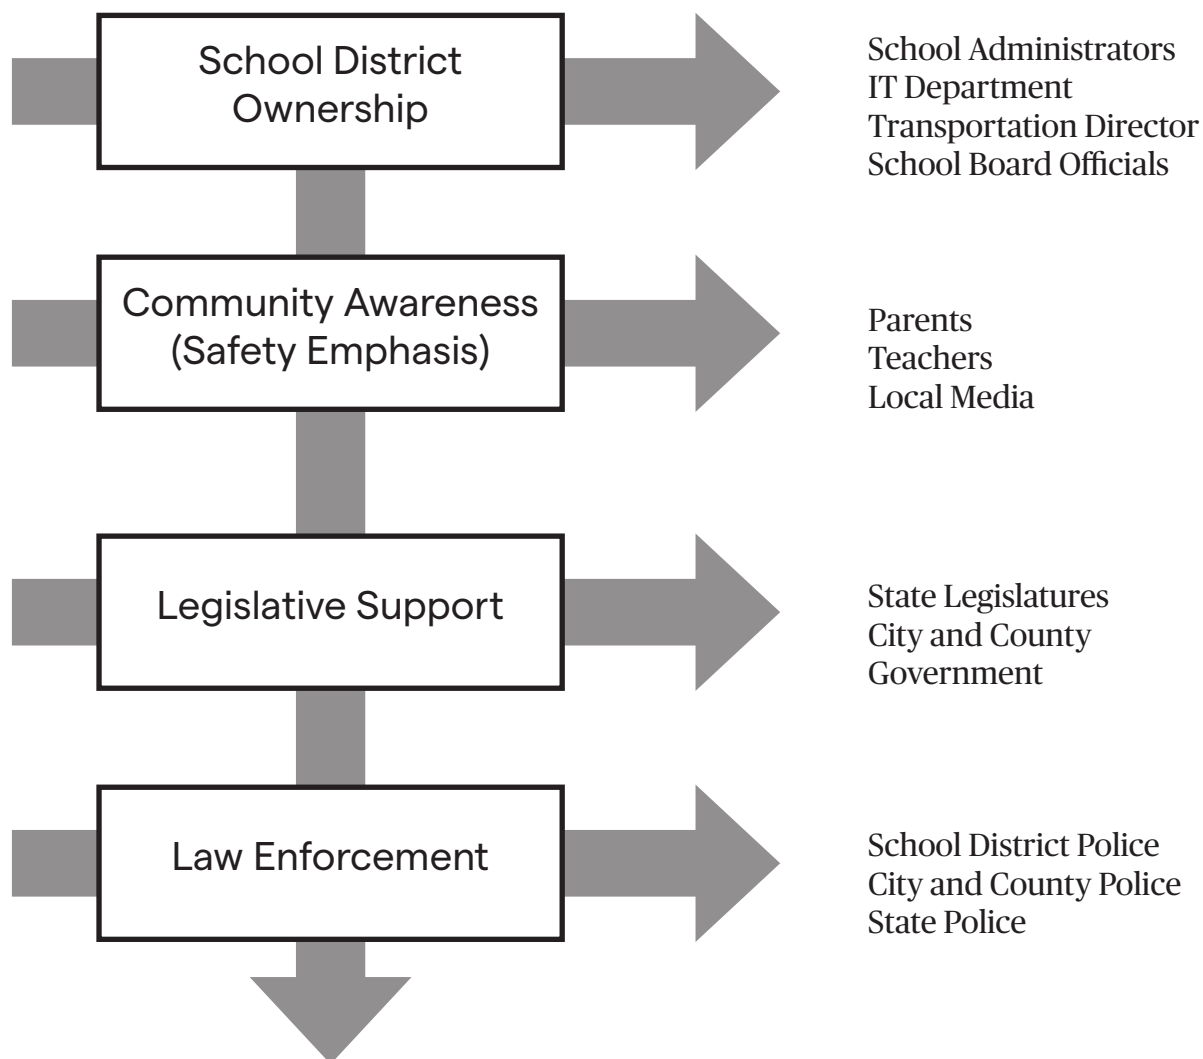 School District
Ownership
School Administrators
IT Department
Transportation Director
School Board Officials
Community Awareness
(Safety Emphasis)
Parents
Teachers
Local Media
Legislative Support
State Legislatures
City and County
Government
Law Enforcement
School District Police
City and County Police
State Police